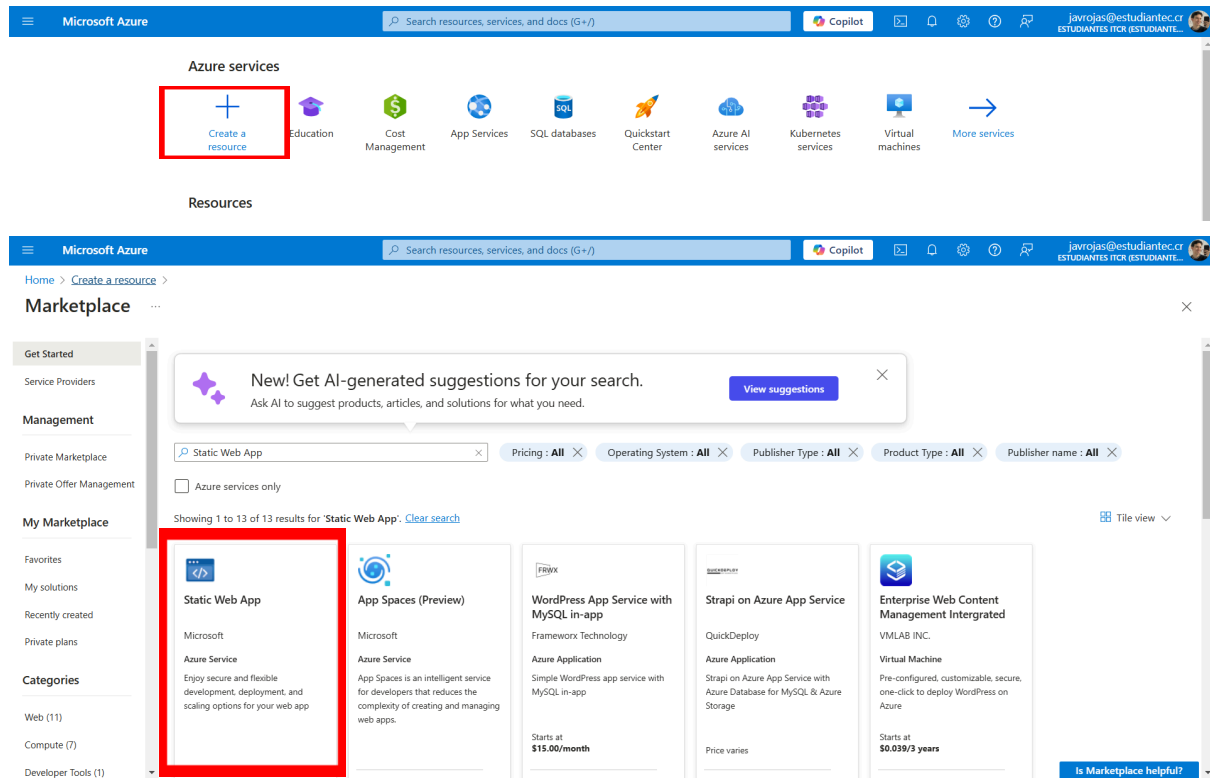 Microsoft Azure
Search resources, services, and docs (G+/)
Copilot
javrojas@estudiantec.cr
ESTUDIANTES ITCR (ESTUDIANTE...
Azure services
Create a
resource
Education
Cost
Management
App Services
SQL
SQL databases
Quickstart
Center
Azure AI
services
Kubernetes
services
Virtual
machines
More services
Resources
Microsoft Azure
Search resources, services, and docs (G+/)
Copilot
javrojas@estudiantec.cr
ESTUDIANTES ITCR (ESTUDIANTE...
Home > Create a resource >
Marketplace ...
Get Started
Service Providers
Management
Private Marketplace
Private Offer Management
My Marketplace
Favorites
My solutions
Recently created
Private plans
Categories
Web (11)
Compute (7)
Developer Tools (1)
New! Get AI-generated suggestions for your search.
Ask AI to suggest products, articles, and solutions for what you need.
View suggestions
Static Web App
Pricing : All
Operating System : All
Publisher Type : All
Product Type : All
Publisher name : All
Azure services only
Showing 1 to 13 of 13 results for 'Static Web App'. Clear search
Tile view
Static Web App
Microsoft
Azure Service
Enjoy secure and flexible
development, deployment, and
scaling options for your web app
App Spaces (Preview)
Microsoft
Azure Service
App Spaces is an intelligent service
for developers that reduces the
complexity of creating and managing
web apps.
FRWX
WordPress App Service with
MySQL in-app
Frameworx Technology
Azure Application
Simple WordPress app service with
MySQL in-app
Starts at
$15.00/month
QUICKDEPLOY
Strapi on Azure App Service
QuickDeploy
Azure Application
Strapi on Azure App Service with
Azure Database for MySQL & Azure
Storage
Price varies
Enterprise Web Content
Management Intergrated
VMLAB INC.
Virtual Machine
Pre-configured, customizable, secure,
one-click to deploy WordPress on
Azure
Starts at
$0.039/3 years
Is Marketplace helpful?